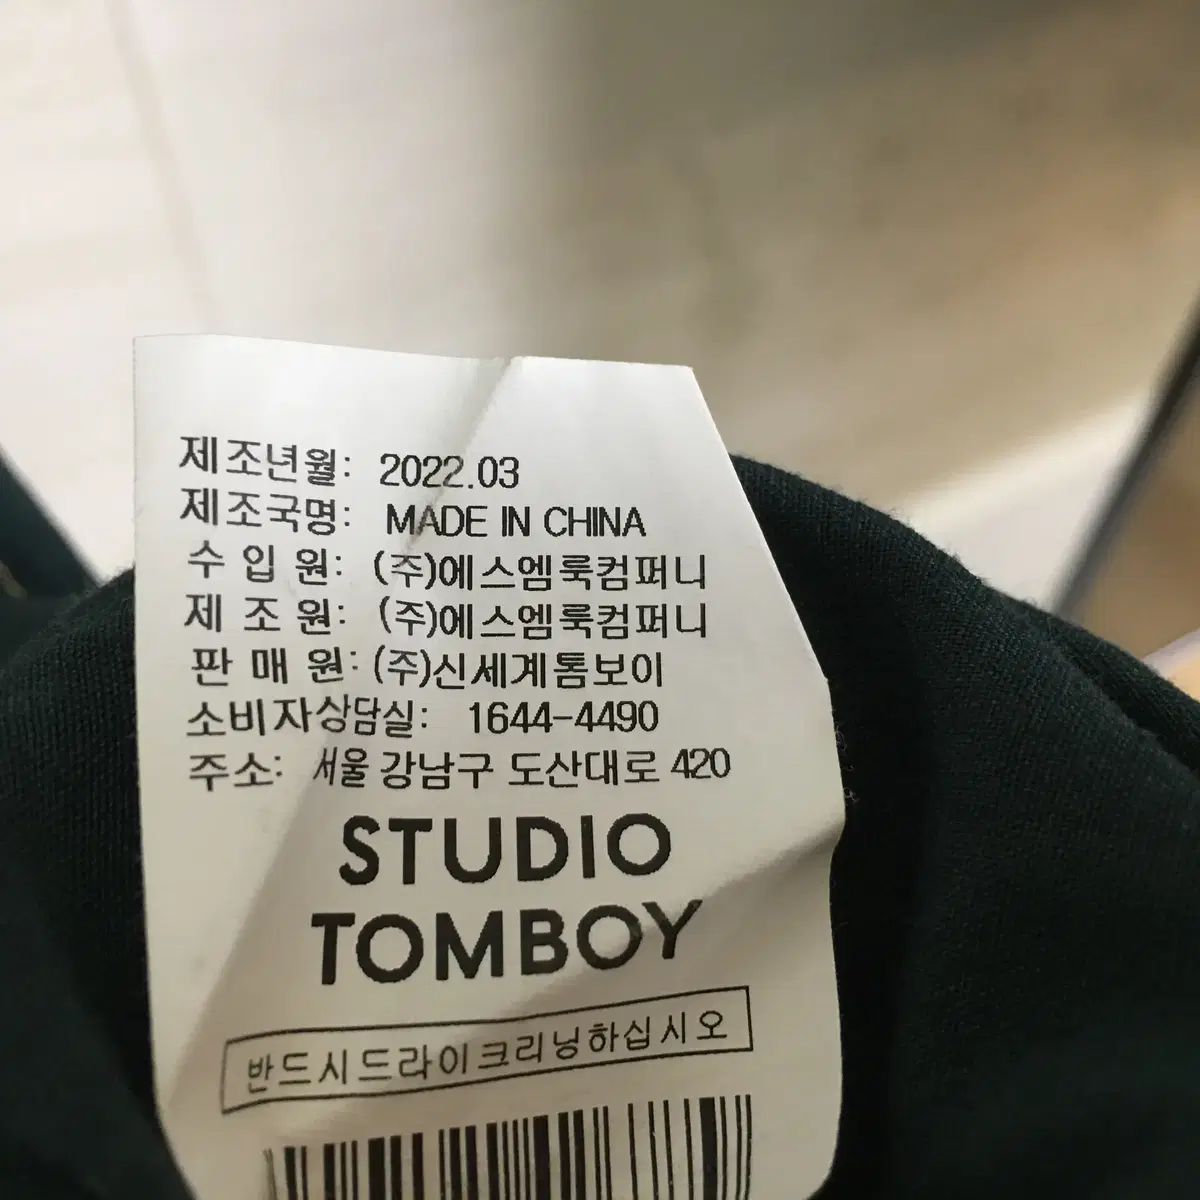 제조년월: 2022.03
제조국명: MADE IN CHINA
수 입 원: (주)에스엠룩컴퍼니
제 조 원: (주)에스엠룩컴퍼니
판 매 원: (주)신세계톰보이
소비자상담실: 1644-4490
주소: 서울 강남구 도산대로 420
STUDIO
TOMBOY
반드시드라이크리닝하십시오